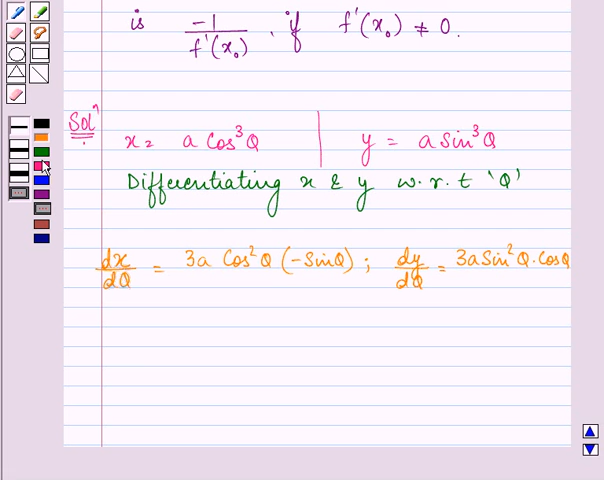 is -1/f'(x₀), if f'(x₀) ≠ 0.
Solⁿ
x = a Cos³Q | y = a Sin³Q
Differentiating x & y w.r.t 'Q'
dx/dQ = 3a Cos²Q (-SinQ) ; dy/dQ = 3a Sin²Q . CosQ